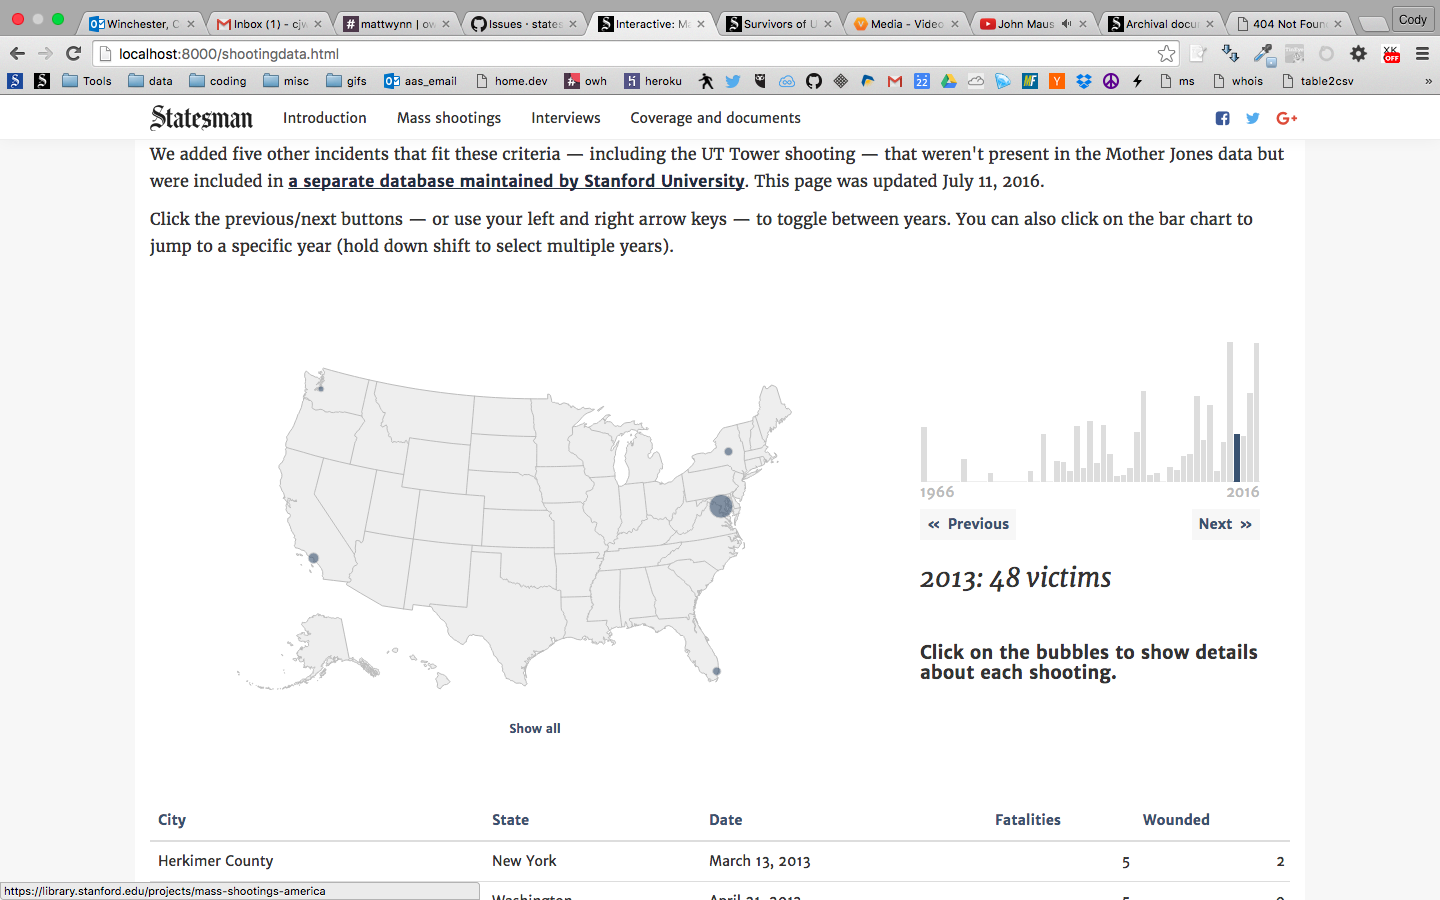 Winchester, C
Inbox (1) - cjw
mattwynn | ow
Issues · states
Interactive: Ma
Survivors of U
Media - Video
John Maus
Archival docu
404 Not Foun
Cody
localhost:8000/shootingdata.html
Tools
data
coding
misc
gifs
aas_email
home.dev
owh
heroku
ms
whois
table2csv
»
Statesman
Introduction
Mass shootings
Interviews
Coverage and documents
We added five other incidents that fit these criteria — including the UT Tower shooting — that weren't present in the Mother Jones data but
were included in a separate database maintained by Stanford University. This page was updated July 11, 2016.
Click the previous/next buttons — or use your left and right arrow keys — to toggle between years. You can also click on the bar chart to
jump to a specific year (hold down shift to select multiple years).
1966
2016
« Previous
Next »
2013: 48 victims
Click on the bubbles to show details
about each shooting.
Show all
City State Date Fatalities Wounded
Herkimer County New York March 13, 2013 5 2
Washington April 21, 2013 5 0
https://library.stanford.edu/projects/mass-shootings-america